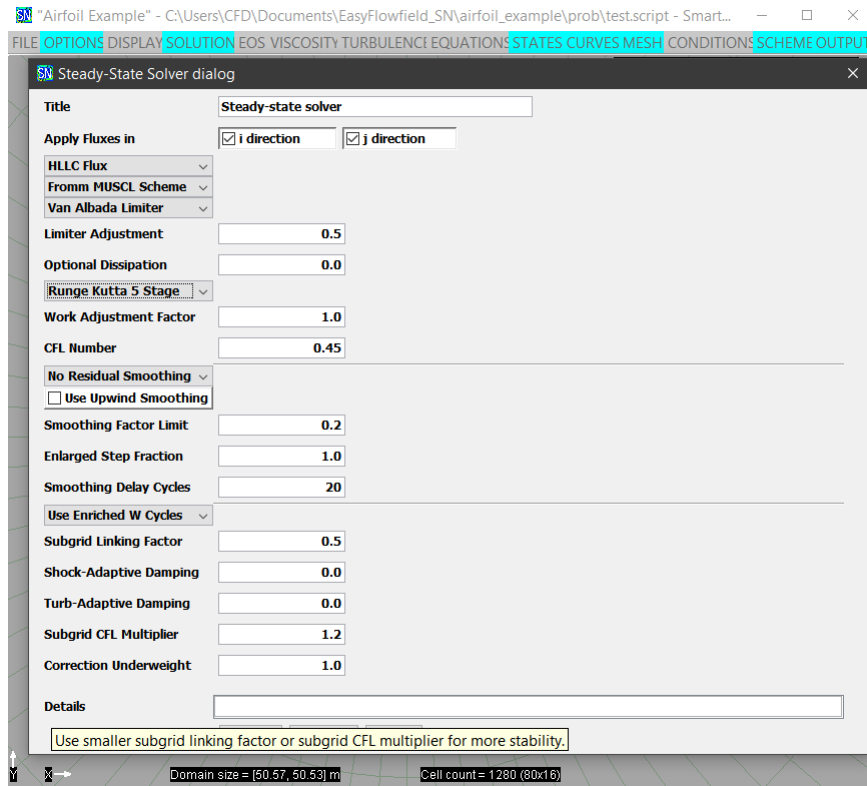 SN "Airfoil Example" - C:\Users\CFD\Documents\EasyFlowfield_SN\airfoil_example\prob\test.script - Smart...
FILE OPTIONS DISPLAY SOLUTION EOS VISCOSITY TURBULENCE EQUATIONS STATES CURVES MESH CONDITIONS SCHEME OUTPUT
SN Steady-State Solver dialog
Title Steady-state solver
Apply Fluxes in i direction j direction
HLLC Flux
Fromm MUSCL Scheme
Van Albada Limiter
Limiter Adjustment 0.5
Optional Dissipation 0.0
Runge Kutta 5 Stage
Work Adjustment Factor 1.0
CFL Number 0.45
No Residual Smoothing
Use Upwind Smoothing
Smoothing Factor Limit 0.2
Enlarged Step Fraction 1.0
Smoothing Delay Cycles 20
Use Enriched W Cycles
Subgrid Linking Factor 0.5
Shock-Adaptive Damping 0.0
Turb-Adaptive Damping 0.0
Subgrid CFL Multiplier 1.2
Correction Underweight 1.0
Details
Use smaller subgrid linking factor or subgrid CFL multiplier for more stability.
Y X Domain size = [50.57, 50.53] m Cell count = 1280 (80x16)